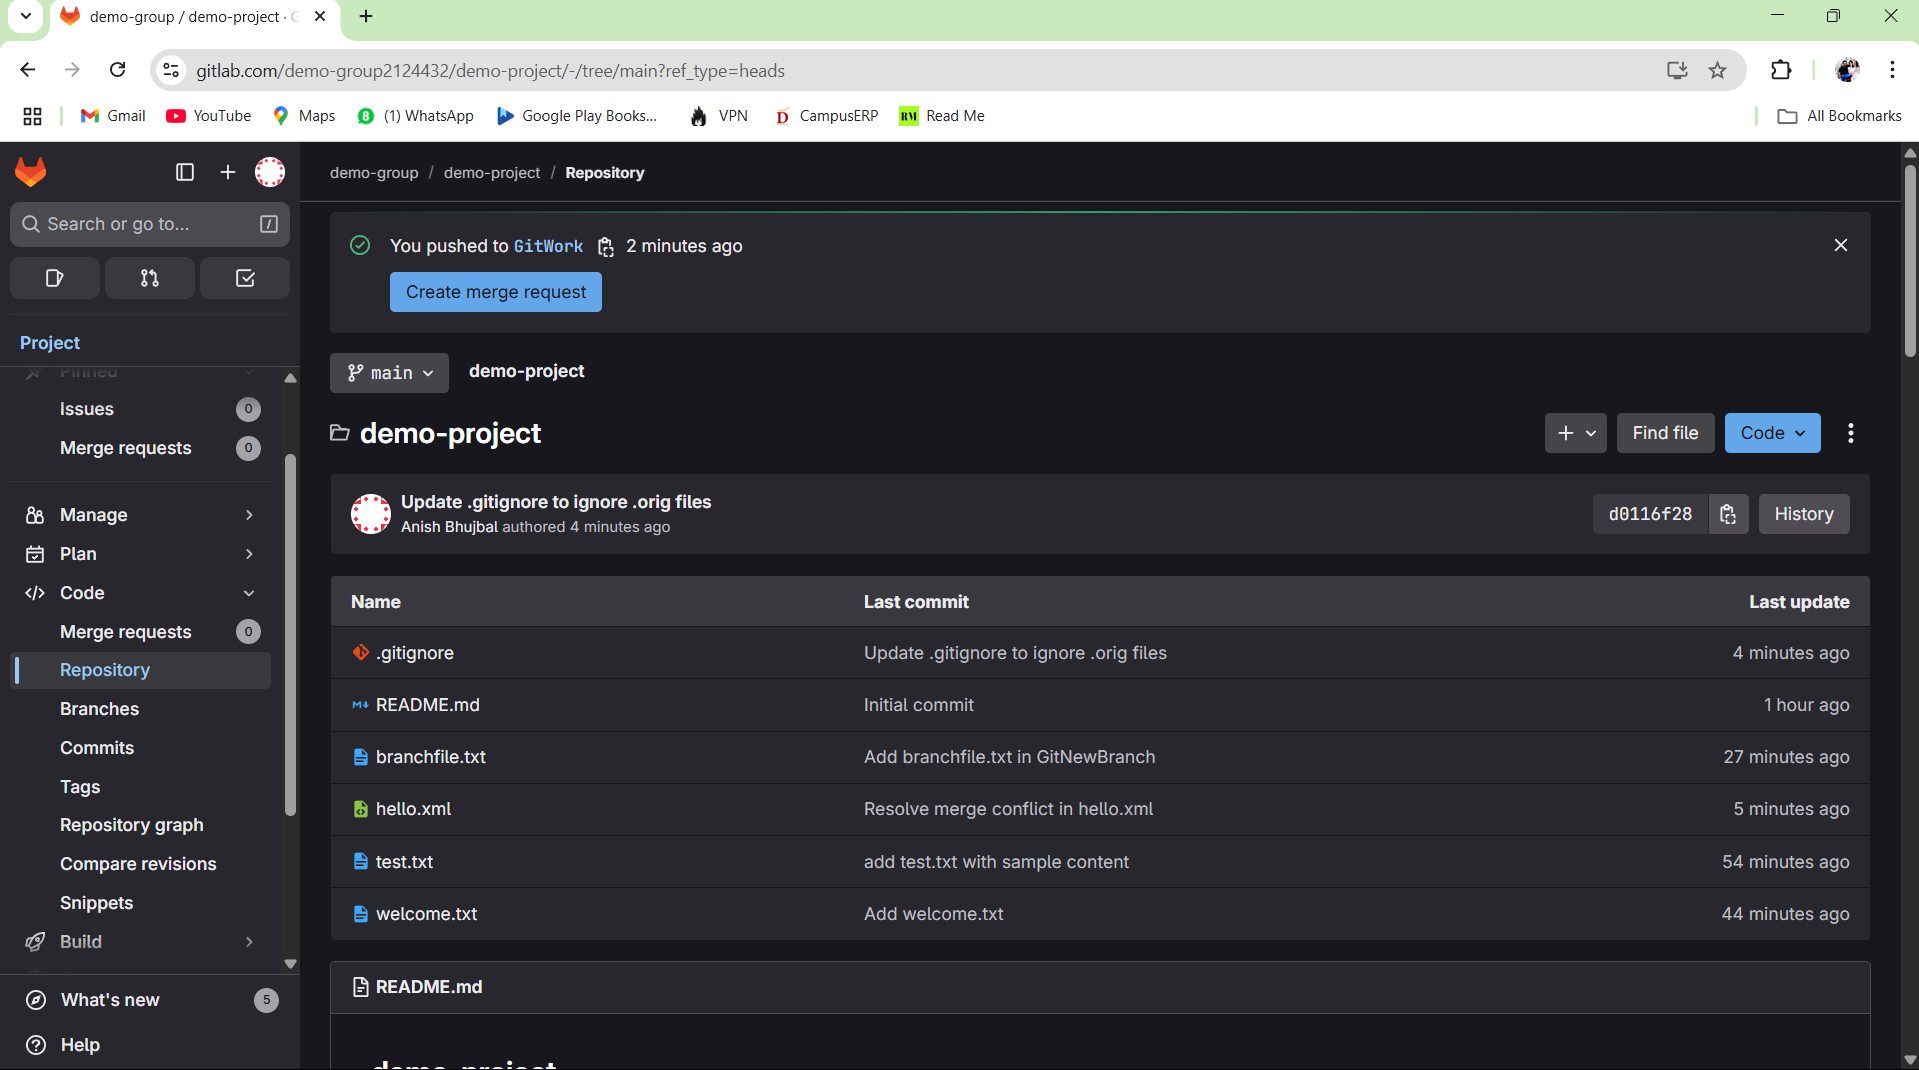 demo-group / demo-project · G
gitlab.com/demo-group2124432/demo-project/-/tree/main?ref_type=heads
Gmail YouTube Maps 8 (1) WhatsApp Google Play Books... VPN D CampusERP RM Read Me All Bookmarks
demo-group / demo-project / Repository
Search or go to... /
Project
Pinned
Issues 0
Merge requests 0
Manage
Plan
Code
Merge requests 0
Repository
Branches
Commits
Tags
Repository graph
Compare revisions
Snippets
Build
What's new 5
Help
You pushed to GitWork 2 minutes ago
Create merge request
main demo-project
demo-project + Find file Code
Update .gitignore to ignore .orig files
Anish Bhujbal authored 4 minutes ago
d0116f28 History
Name Last commit Last update
.gitignore Update .gitignore to ignore .orig files 4 minutes ago
README.md Initial commit 1 hour ago
branchfile.txt Add branchfile.txt in GitNewBranch 27 minutes ago
hello.xml Resolve merge conflict in hello.xml 5 minutes ago
test.txt add test.txt with sample content 54 minutes ago
welcome.txt Add welcome.txt 44 minutes ago
README.md
demo-project